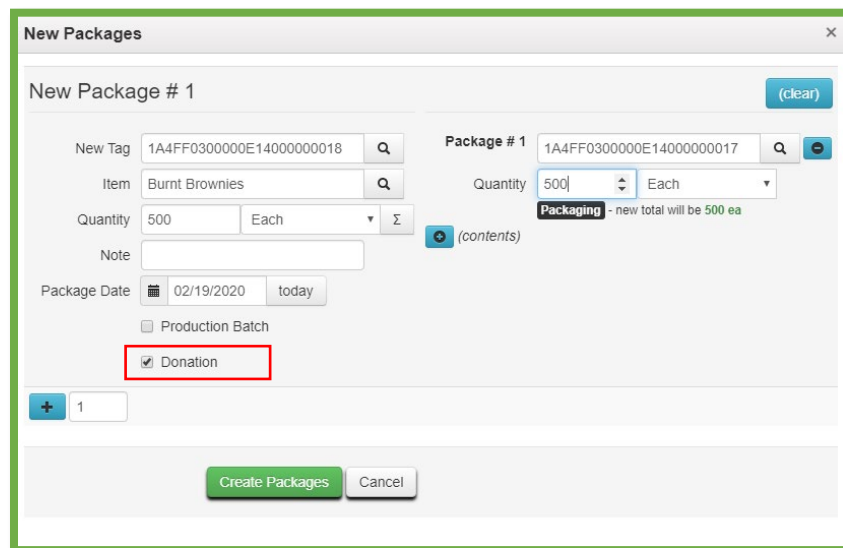 New Packages ×
New Package # 1
(clear)
New Tag 1A4FF0300000E14000000018
Item Burnt Brownies
Quantity 500 Each Σ
Note
Package Date 02/19/2020 today
Production Batch
Donation
Package # 1 1A4FF0300000E14000000017
Quantity 500 Each
Packaging - new total will be 500 ea
(contents)
1
Create Packages Cancel